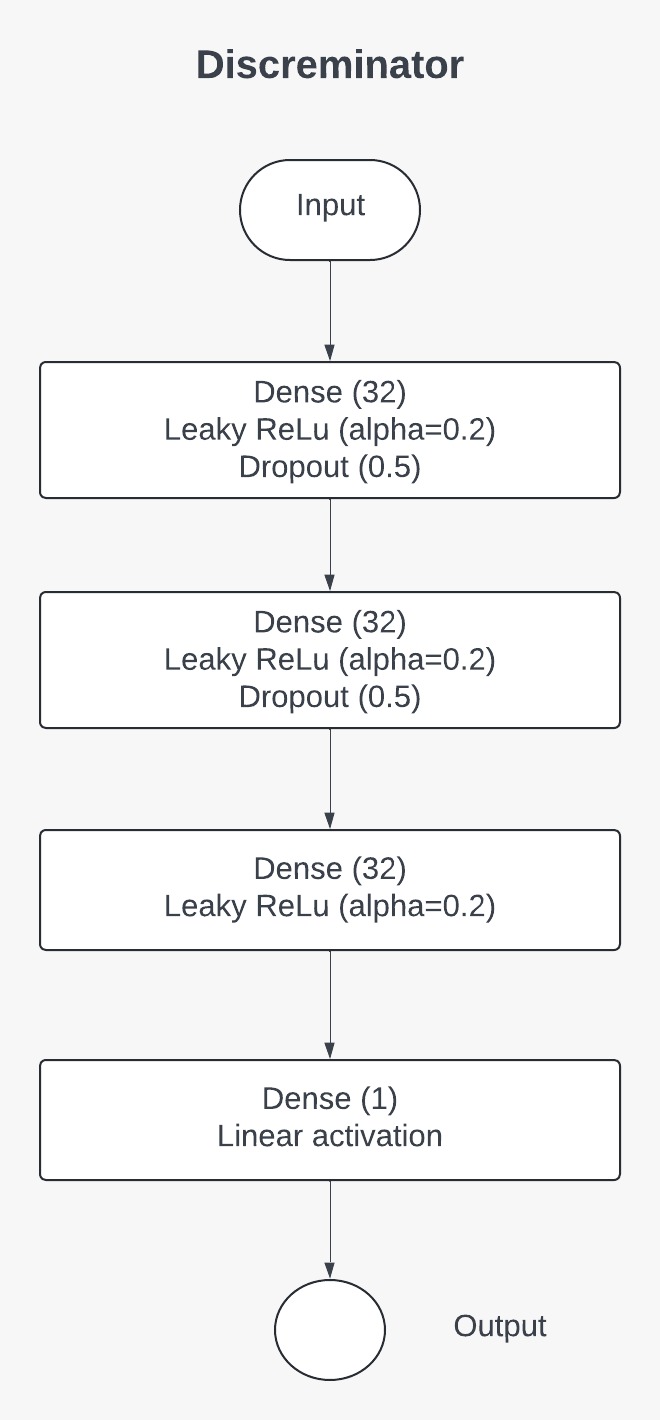 Discreminator
Input
Dense (32)
Leaky ReLu (alpha=0.2)
Dropout (0.5)
Dense (32)
Leaky ReLu (alpha=0.2)
Dropout (0.5)
Dense (32)
Leaky ReLu (alpha=0.2)
Dense (1)
Linear activation
Output